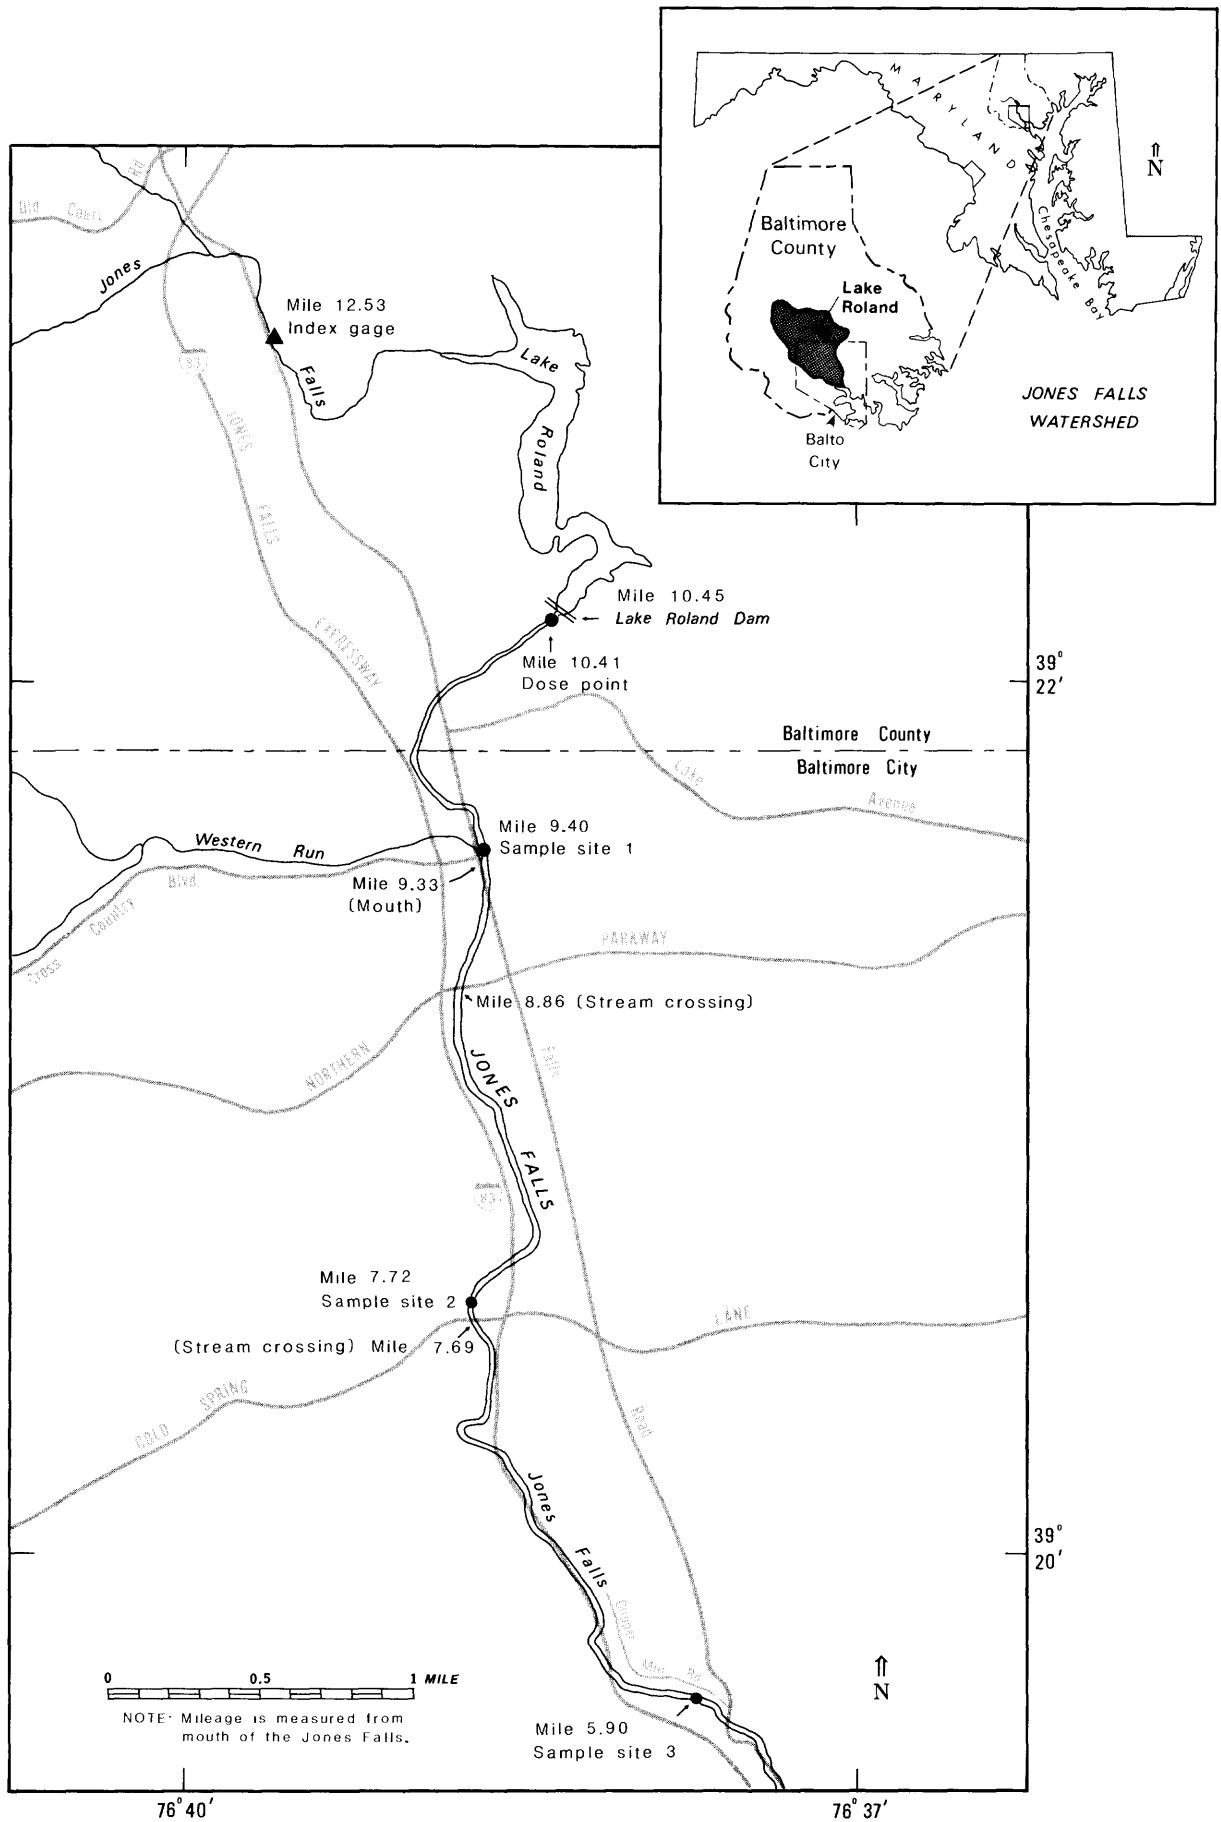 MARYLAND
N
Chesapeake Bay
Baltimore
County
Lake
Roland
JONES FALLS
WATERSHED
Balto
City
Old Court Rd
Jones
Mile 12.53
Index gage
Falls
Lake
Roland
83
JONES
FALLS
EXPRESSWAY
Mile 10.45
Lake Roland Dam
Mile 10.41
Dose point
39°
22'
Baltimore County
Baltimore City
Lake Avenue
Western Run
Mile 9.40
Sample site 1
Mile 9.33
(Mouth)
Cross Country Blvd.
PARKWAY
Mile 8.86 (Stream crossing)
NORTHERN
JONES
FALLS
Falls
83
Mile 7.72
Sample site 2
LANE
(Stream crossing) Mile 7.69
COLD SPRING
Road
Jones
Falls
39°
20'
Clipper
Mill Rd
N
0 0.5 1 MILE
NOTE: Mileage is measured from
mouth of the Jones Falls.
Mile 5.90
Sample site 3
76°40'
76°37'